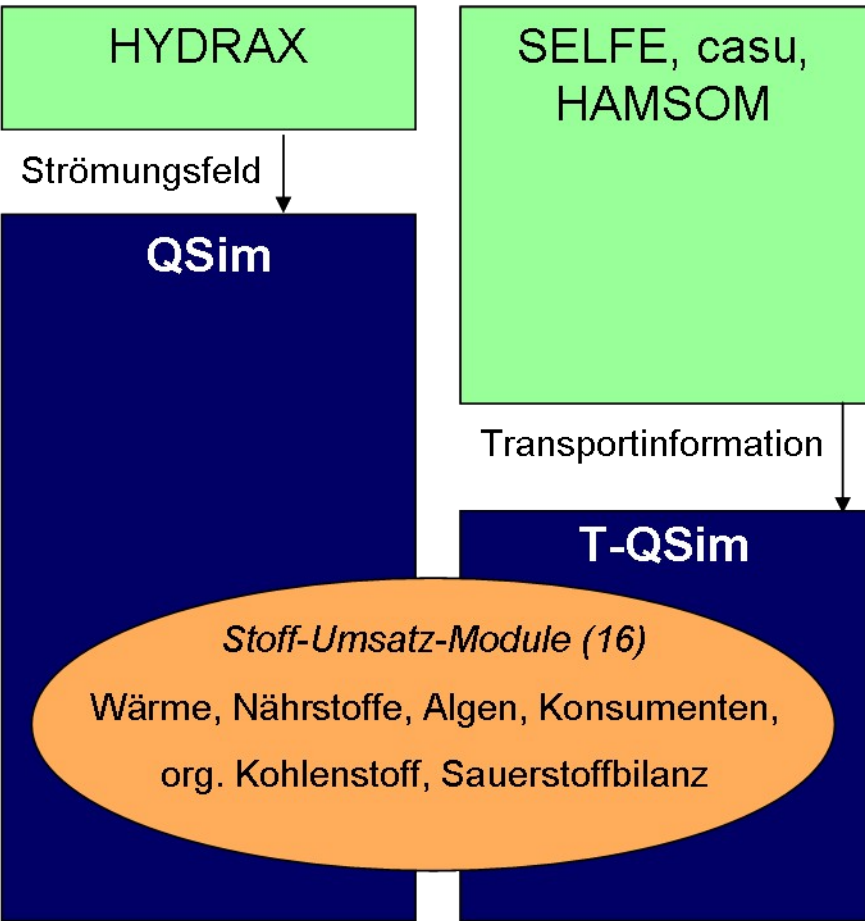 HYDRAX
Strömungsfeld
QSim
SELFE, casu,
HAMSOM
Transportinformation
T-QSim
Stoff-Umsatz-Module (16)
Wärme, Nährstoffe, Algen, Konsumenten,
org. Kohlenstoff, Sauerstoffbilanz